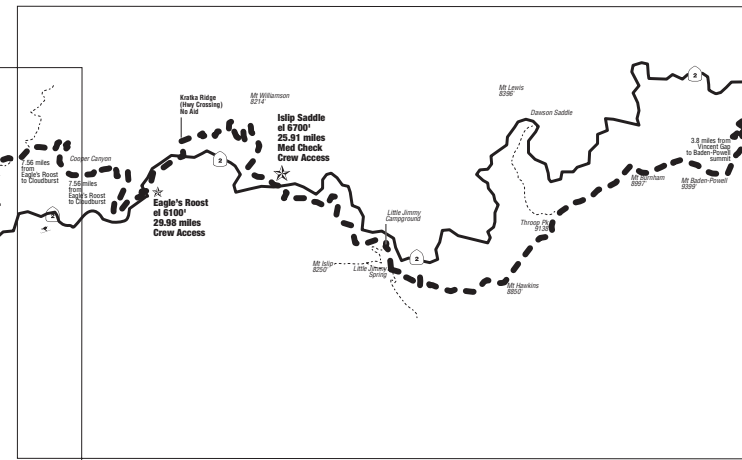 Kratka Ridge
(Hwy Crossing)
No Aid
Mt Williamson
8214'
Islip Saddle
el 6700'
25.91 miles
Med Check
Crew Access
2
Eagle's Roost
el 6100'
29.98 miles
Crew Access
Cooper Canyon
7.56 miles
from
Eagle's Roost
to Cloudburst
7.56 miles
from
Eagle's Roost
to Cloudburst
2
Mt Lewis
8396'
Dawson Saddle
2
3.8 miles from
Vincent Gap
to Baden-Powell
summit
Mt Burnham
8997'
Mt Baden-Powell
9399'
Little Jimmy
Campground
Throop Pk
9138'
2
Mt Islip
8250'
Little Jimmy
Spring
Mt Hawkins
8850'